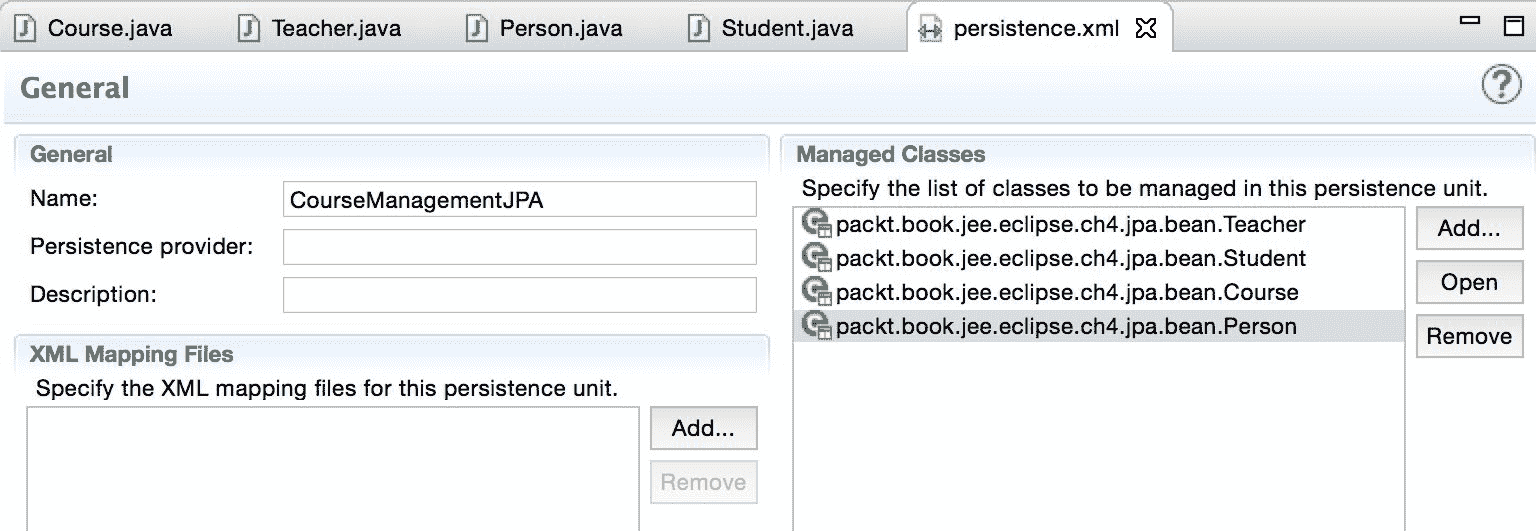 Course.java Teacher.java Person.java Student.java persistence.xml
General
General
Name: CourseManagementJPA
Persistence provider:
Description:
XML Mapping Files
Specify the XML mapping files for this persistence unit.
Add...
Remove
Managed Classes
Specify the list of classes to be managed in this persistence unit.
packt.book.jee.eclipse.ch4.jpa.bean.Teacher
packt.book.jee.eclipse.ch4.jpa.bean.Student
packt.book.jee.eclipse.ch4.jpa.bean.Course
packt.book.jee.eclipse.ch4.jpa.bean.Person
Add...
Open
Remove